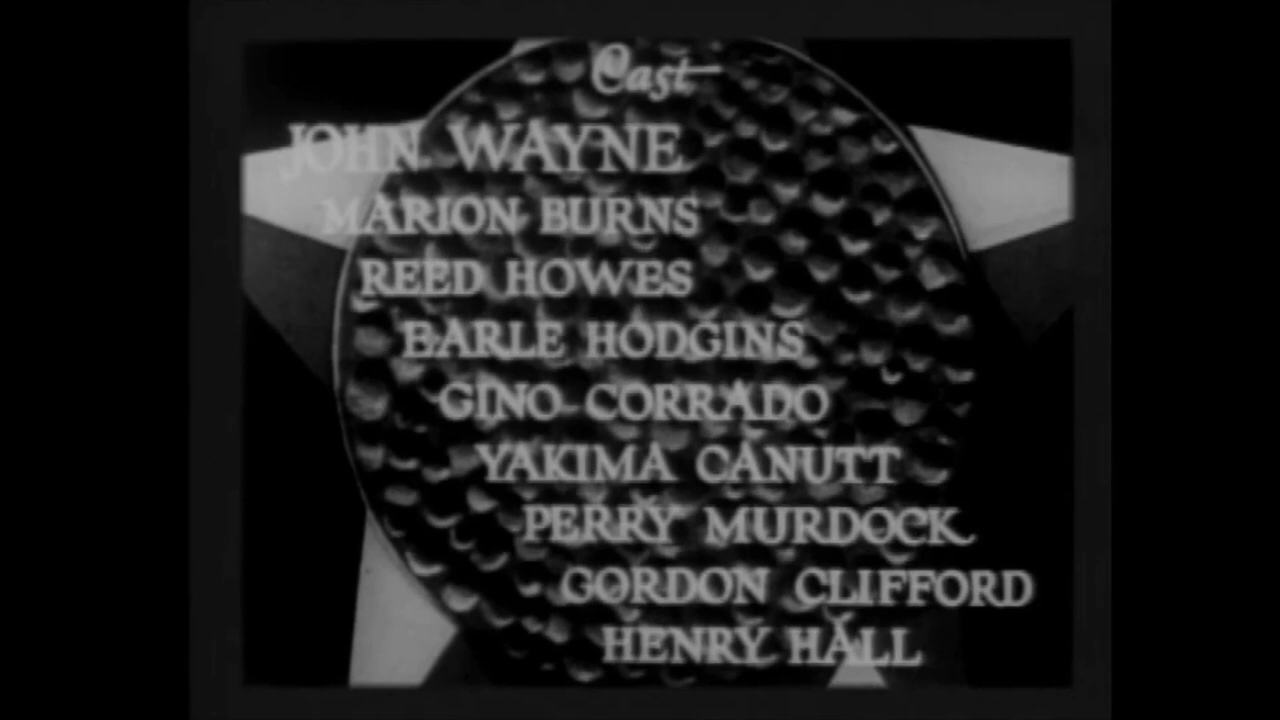 Cast
JOHN WAYNE
MARION BURNS
REED HOWES
EARLE HODGINS
GINO CORRADO
YAKIMA CANUTT
PERRY MURDOCK
GORDON CLIFFORD
HENRY HALL